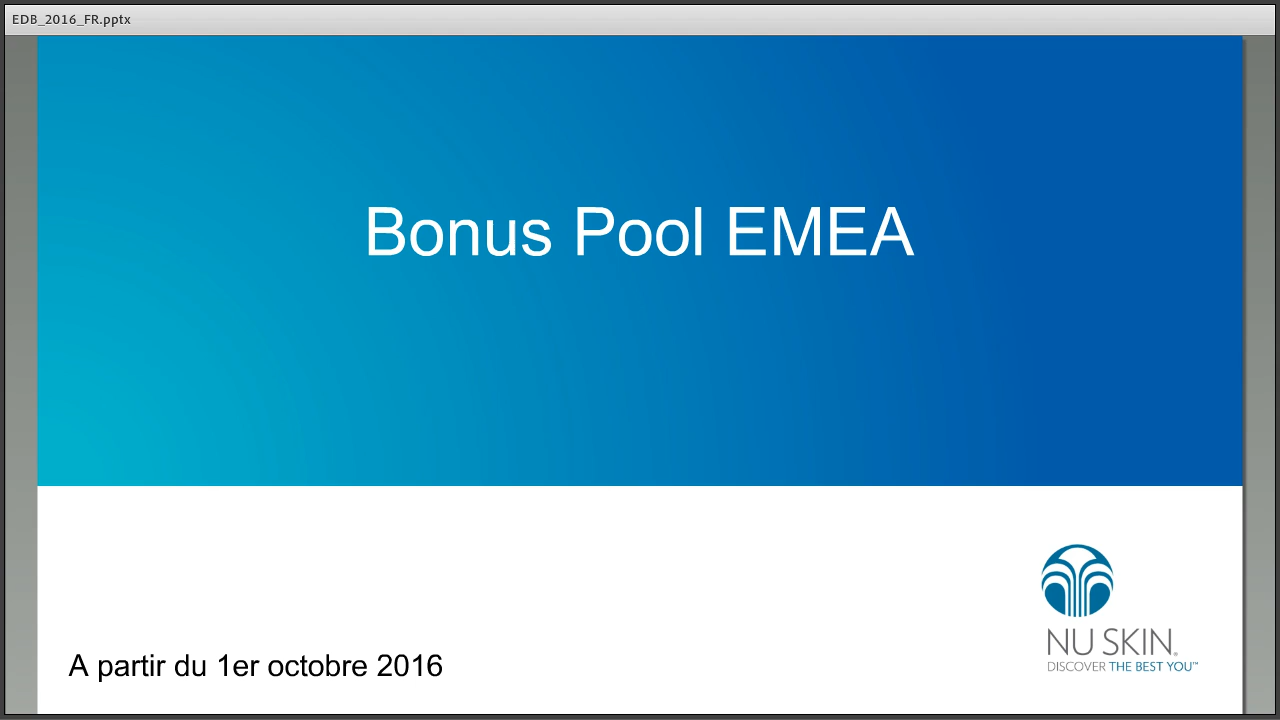 EDB_2016_FR.pptx
Bonus Pool EMEA
A partir du 1er octobre 2016
NU SKIN®
DISCOVER THE BEST YOU™